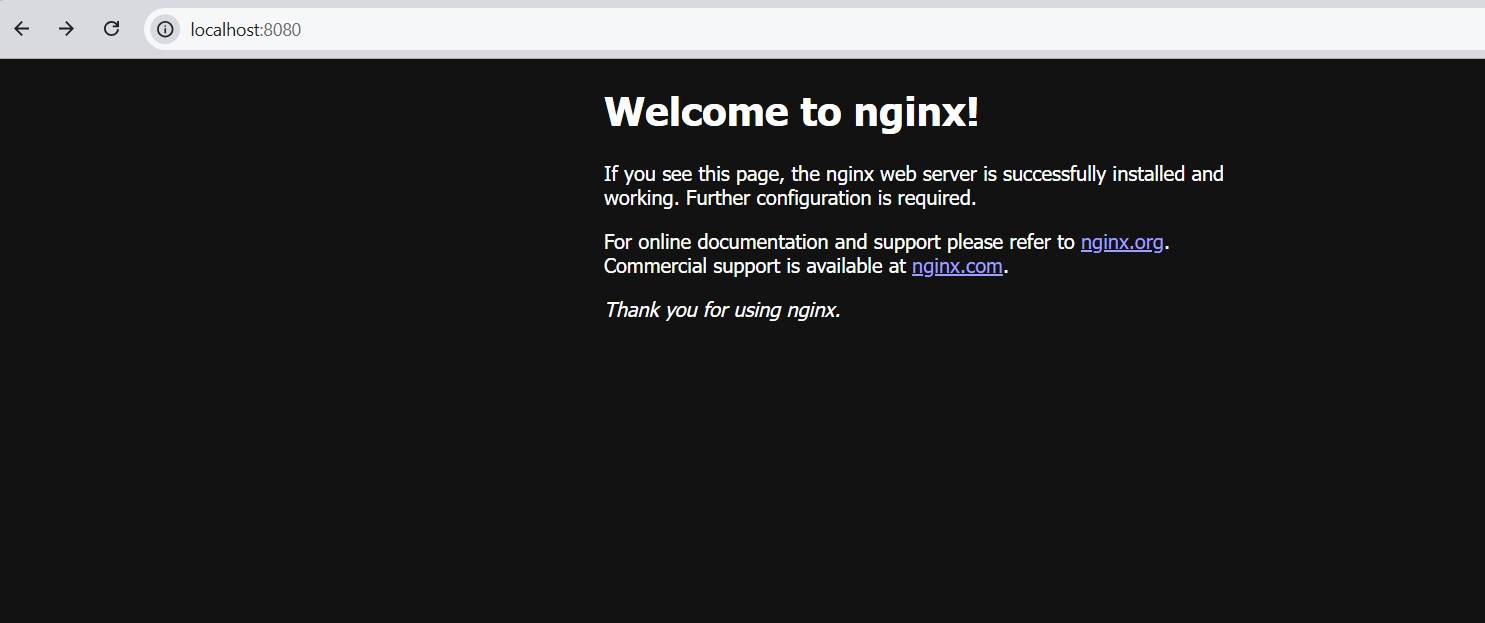 localhost:8080
Welcome to nginx!
If you see this page, the nginx web server is successfully installed and
working. Further configuration is required.
For online documentation and support please refer to nginx.org.
Commercial support is available at nginx.com.
Thank you for using nginx.